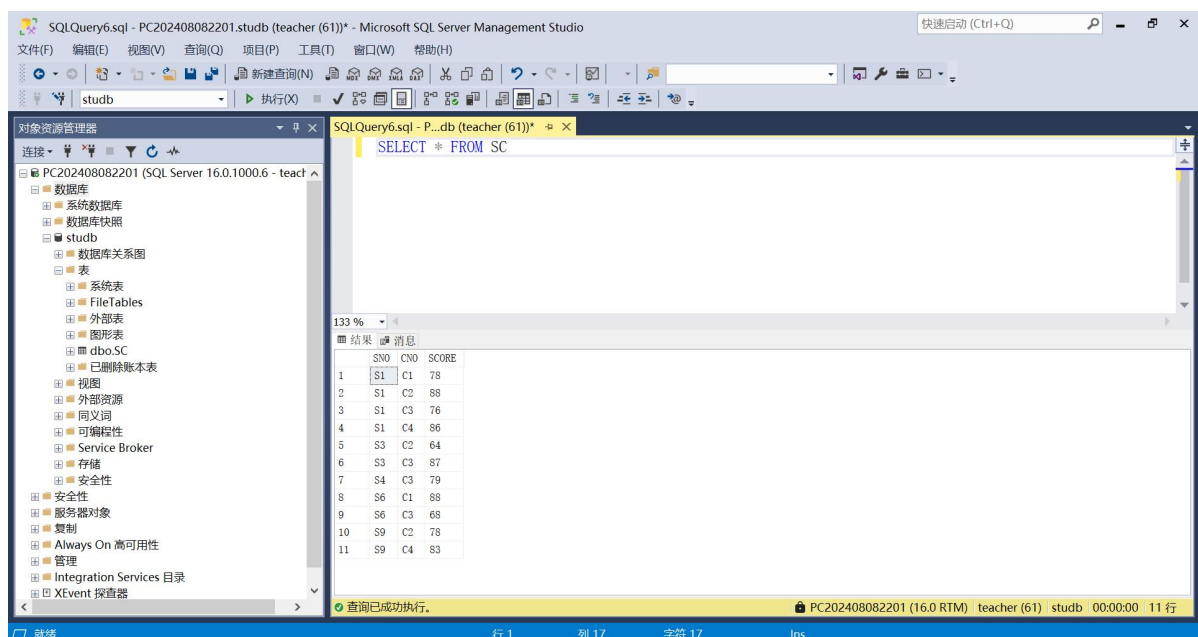 SQLQuery6.sql - PC202408082201.studb (teacher (61))* - Microsoft SQL Server Management Studio
快速启动 (Ctrl+Q)
文件(F) 编辑(E) 视图(V) 查询(Q) 项目(P) 工具(T) 窗口(W) 帮助(H)
新建查询(N) MDX DMX XMLA DAX
studb 执行(X)
对象资源管理器
SQLQuery6.sql - P...db (teacher (61))*
连接
SELECT * FROM SC
PC202408082201 (SQL Server 16.0.1000.6 - teach
数据库
系统数据库
数据库快照
studb
数据库关系图
表
系统表
FileTables
外部表
图形表
dbo.SC
已删除账本表
视图
外部资源
同义词
可编程性
Service Broker
存储
安全性
安全性
服务器对象
复制
Always On 高可用性
管理
Integration Services 目录
XEvent 探查器
133 %
结果 消息
SNO CNO SCORE
1 S1 C1 78
2 S1 C2 88
3 S1 C3 76
4 S1 C4 86
5 S3 C2 64
6 S3 C3 87
7 S4 C3 79
8 S6 C1 88
9 S6 C3 68
10 S9 C2 78
11 S9 C4 83
查询已成功执行。
PC202408082201 (16.0 RTM) teacher (61) studb 00:00:00 11 行
就绪 行 1 列 17 字符 17 Ins